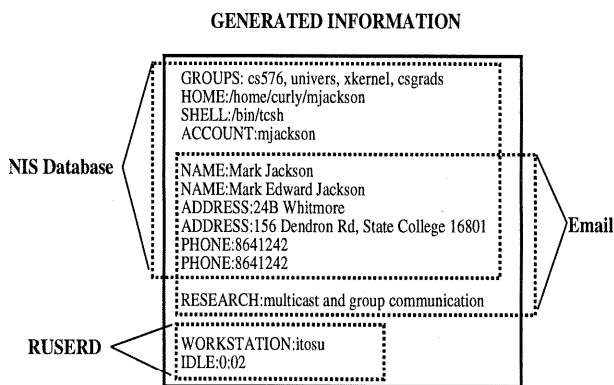 GENERATED INFORMATION
GROUPS: cs576, univers, xkernel, csgrads
HOME:/home/curly/mjackson
SHELL:/bin/tcsh
ACCOUNT:mjackson
NIS Database
NAME:Mark Jackson
NAME:Mark Edward Jackson
ADDRESS:24B Whitmore
ADDRESS:156 Dendron Rd, State College 16801
PHONE:8641242
PHONE:8641242
Email
RESEARCH:multicast and group communication
RUSERD
WORKSTATION:itosu
IDLE:0:02